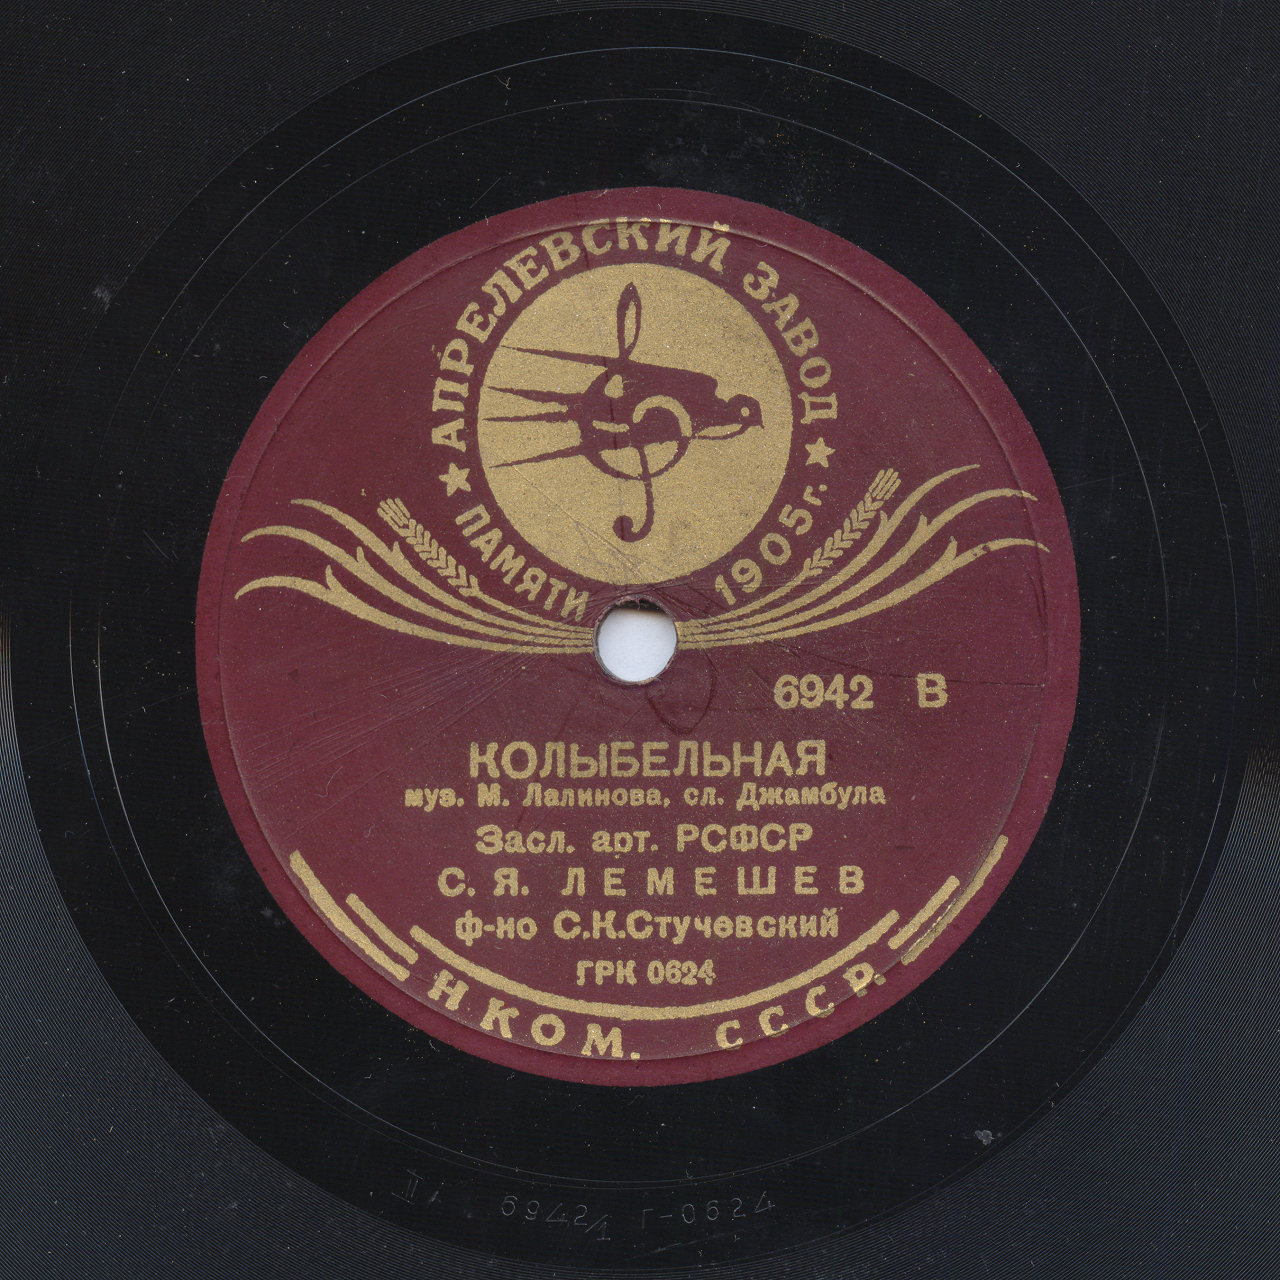 АПРЕЛЕВСКИЙ ЗАВОД
ПАМЯТИ 1905 г.
6942 В
КОЛЫБЕЛЬНАЯ
муз. М. Лалинова, сл. Джамбула
Засл. арт. РСФСР
С. Я. ЛЕМЕШЕВ
ф-но С.К.Стучевский
ГРК 0624
НКОМ. СССР.
II 6942/1 Г-0624